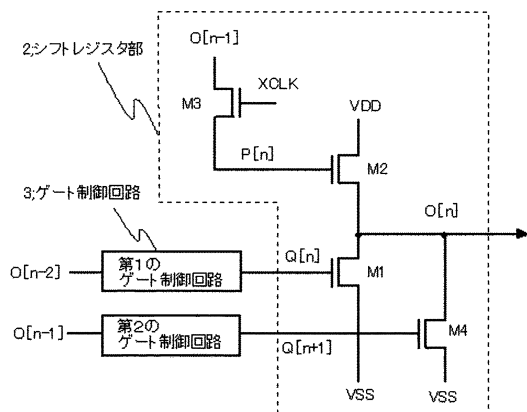 2;シフトレジスタ部
O[n-1]
XCLK
M3
VDD
P[n]
M2
3;ゲート制御回路
O[n]
O[n-2]
第1の
ゲート制御回路
Q[n]
M1
O[n-1]
第2の
ゲート制御回路
Q[n+1]
M4
VSS
VSS